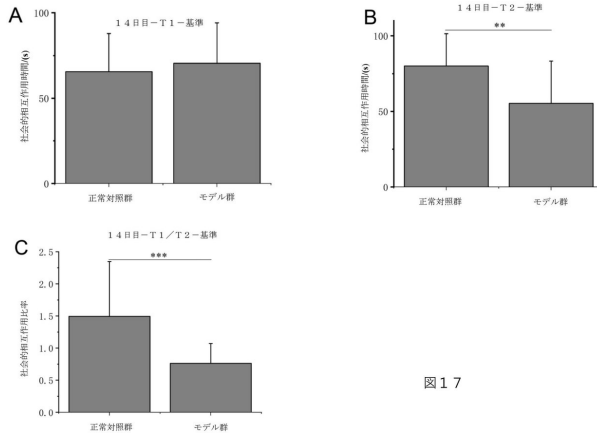 A
14日目-T1-基準
社会的相互作用時間/(s)
100
50
0
正常対照群
モデル群
B
14日目-T2-基準
**
社会的相互作用時間/(s)
100
50
0
正常対照群
モデル群
C
14日目-T1/T2-基準
***
社会的相互作用比率
2.5
2.0
1.5
1.0
0.5
0.0
正常対照群
モデル群
図17